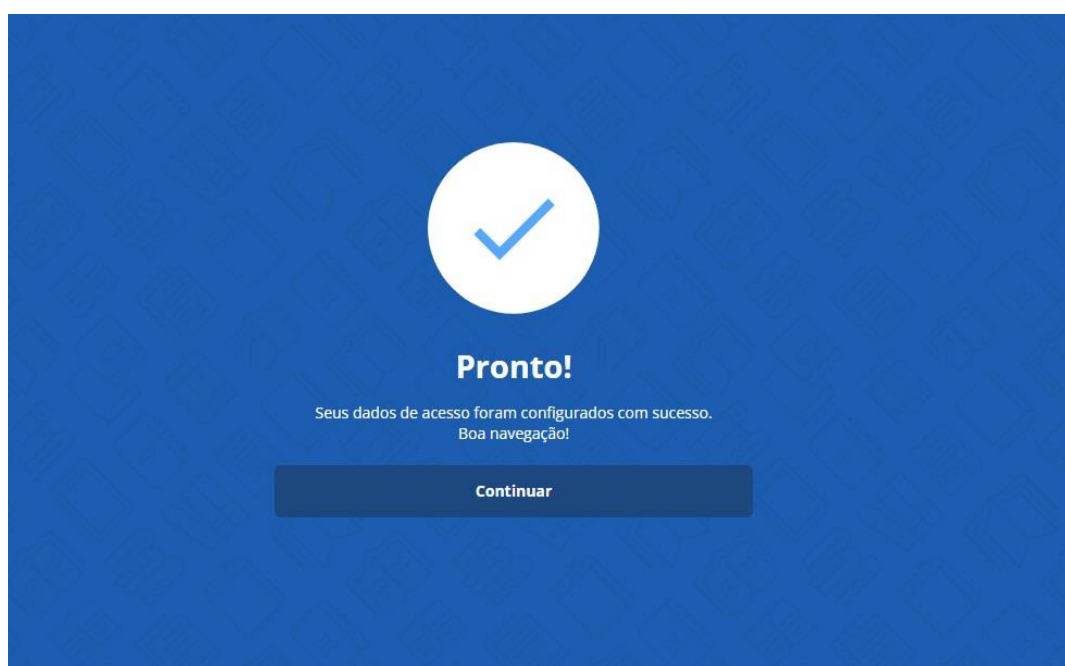 Pronto!
Seus dados de acesso foram configurados com sucesso.
Boa navegação!
Continuar